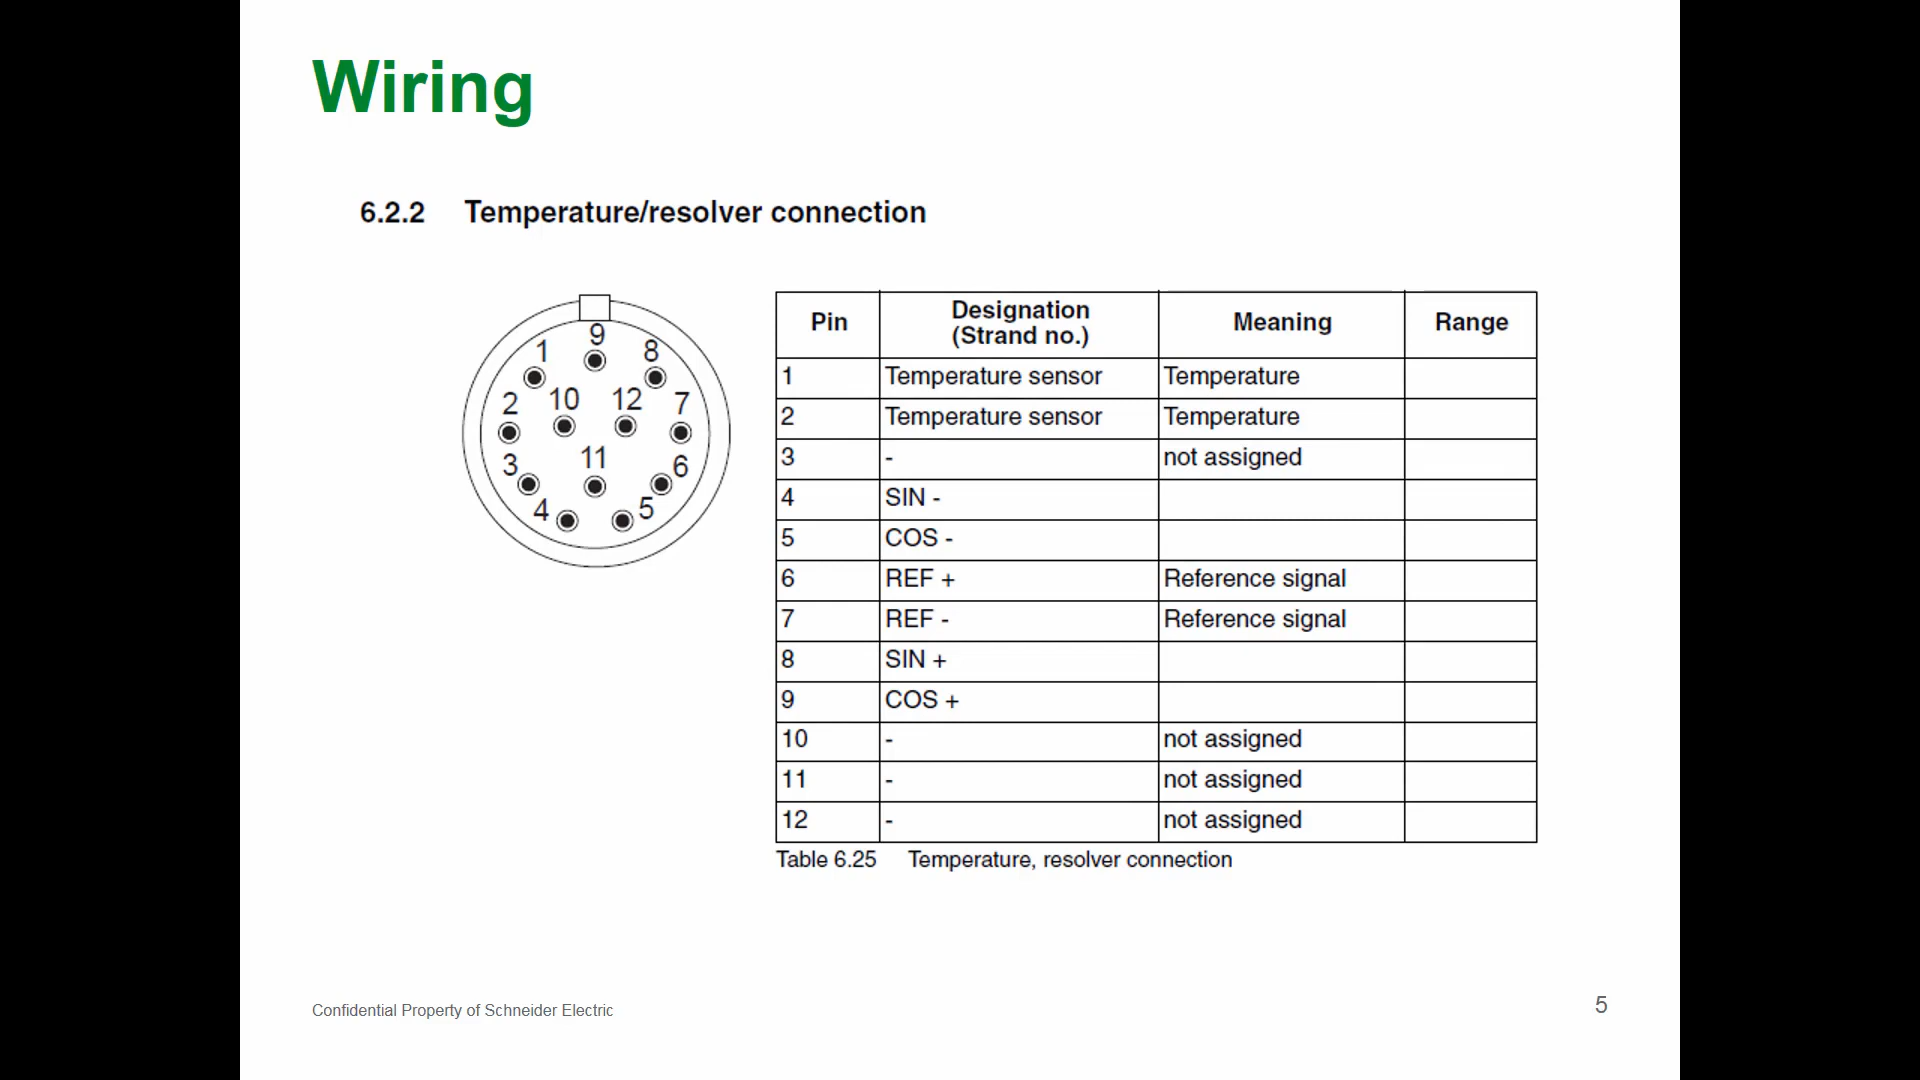 Wiring
6.2.2 Temperature/resolver connection
9
1 8
10 12
2 7
11
3 6
4 5
Pin Designation (Strand no.) Meaning Range
1 Temperature sensor Temperature
2 Temperature sensor Temperature
3 - not assigned
4 SIN -
5 COS -
6 REF + Reference signal
7 REF - Reference signal
8 SIN +
9 COS +
10 - not assigned
11 - not assigned
12 - not assigned
Table 6.25 Temperature, resolver connection
Confidential Property of Schneider Electric
5